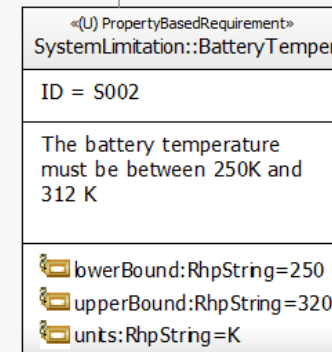 «(U) PropertyBasedRequirement»
SystemLimitation::BatteryTemper
ID = S002
The battery temperature
must be between 250K and
312 K
lowerBound:RhpString=250
upperBound:RhpString=320
units:RhpString=K